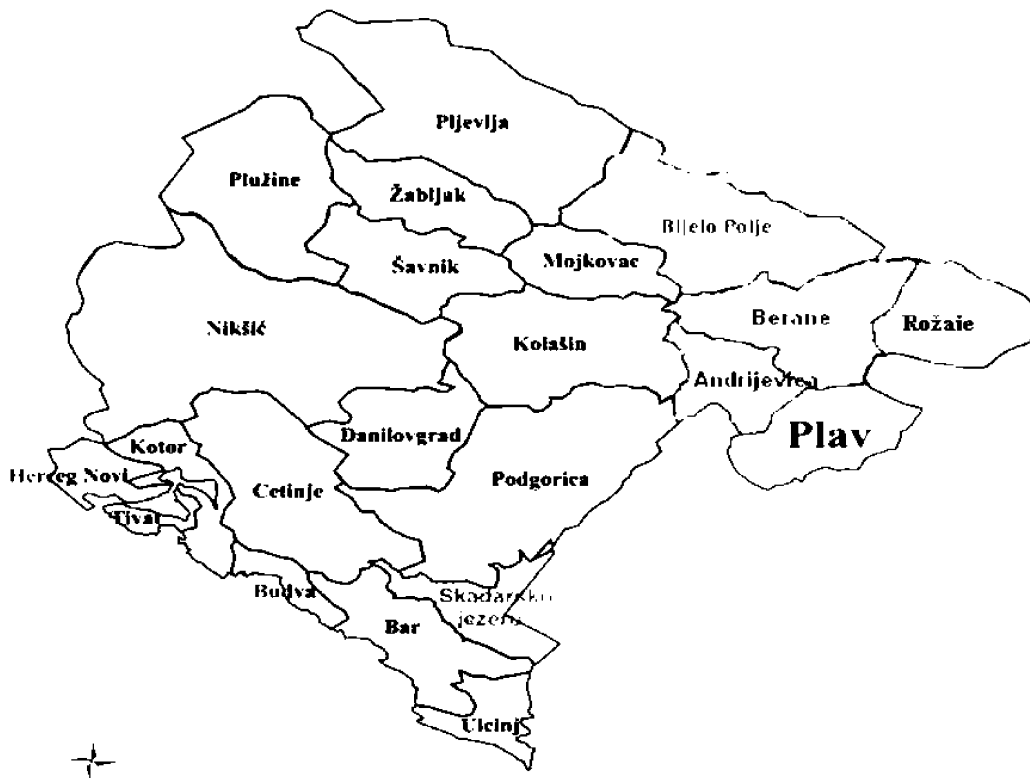 Pljevlja
Plužine
Žabljak
Bijelo Polje
Šavnik
Mojkovac
Nikšić
Kolašin
Berane
Rožaie
Andrijevica
Danilovgrad
Plav
Kotor
Herceg Novi
Cetinje
Podgorica
Tivat
Budva
Skadarsko
jezero
Bar
Ulcinj